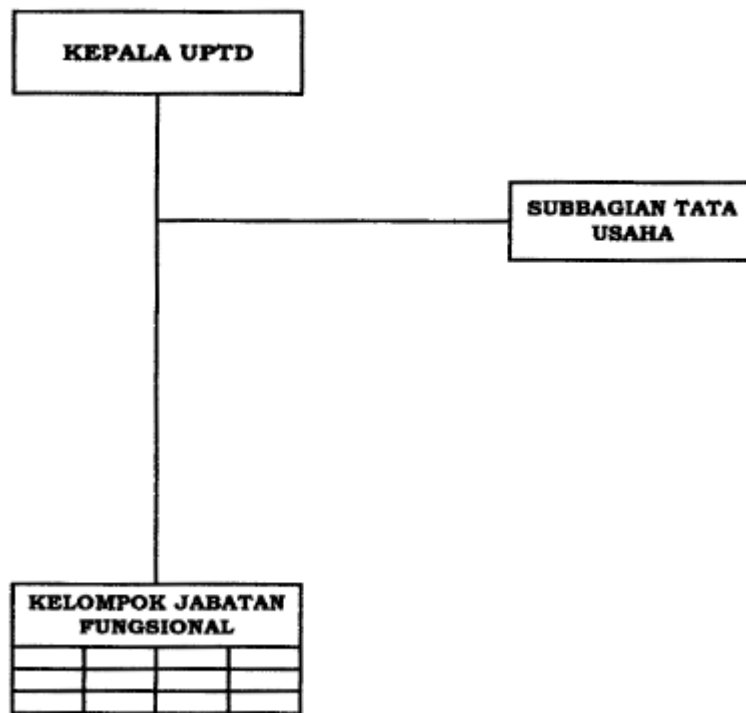 KEPALA UPTD
SUBBAGIAN TATA
USAHA
KELOMPOK JABATAN
FUNGSIONAL